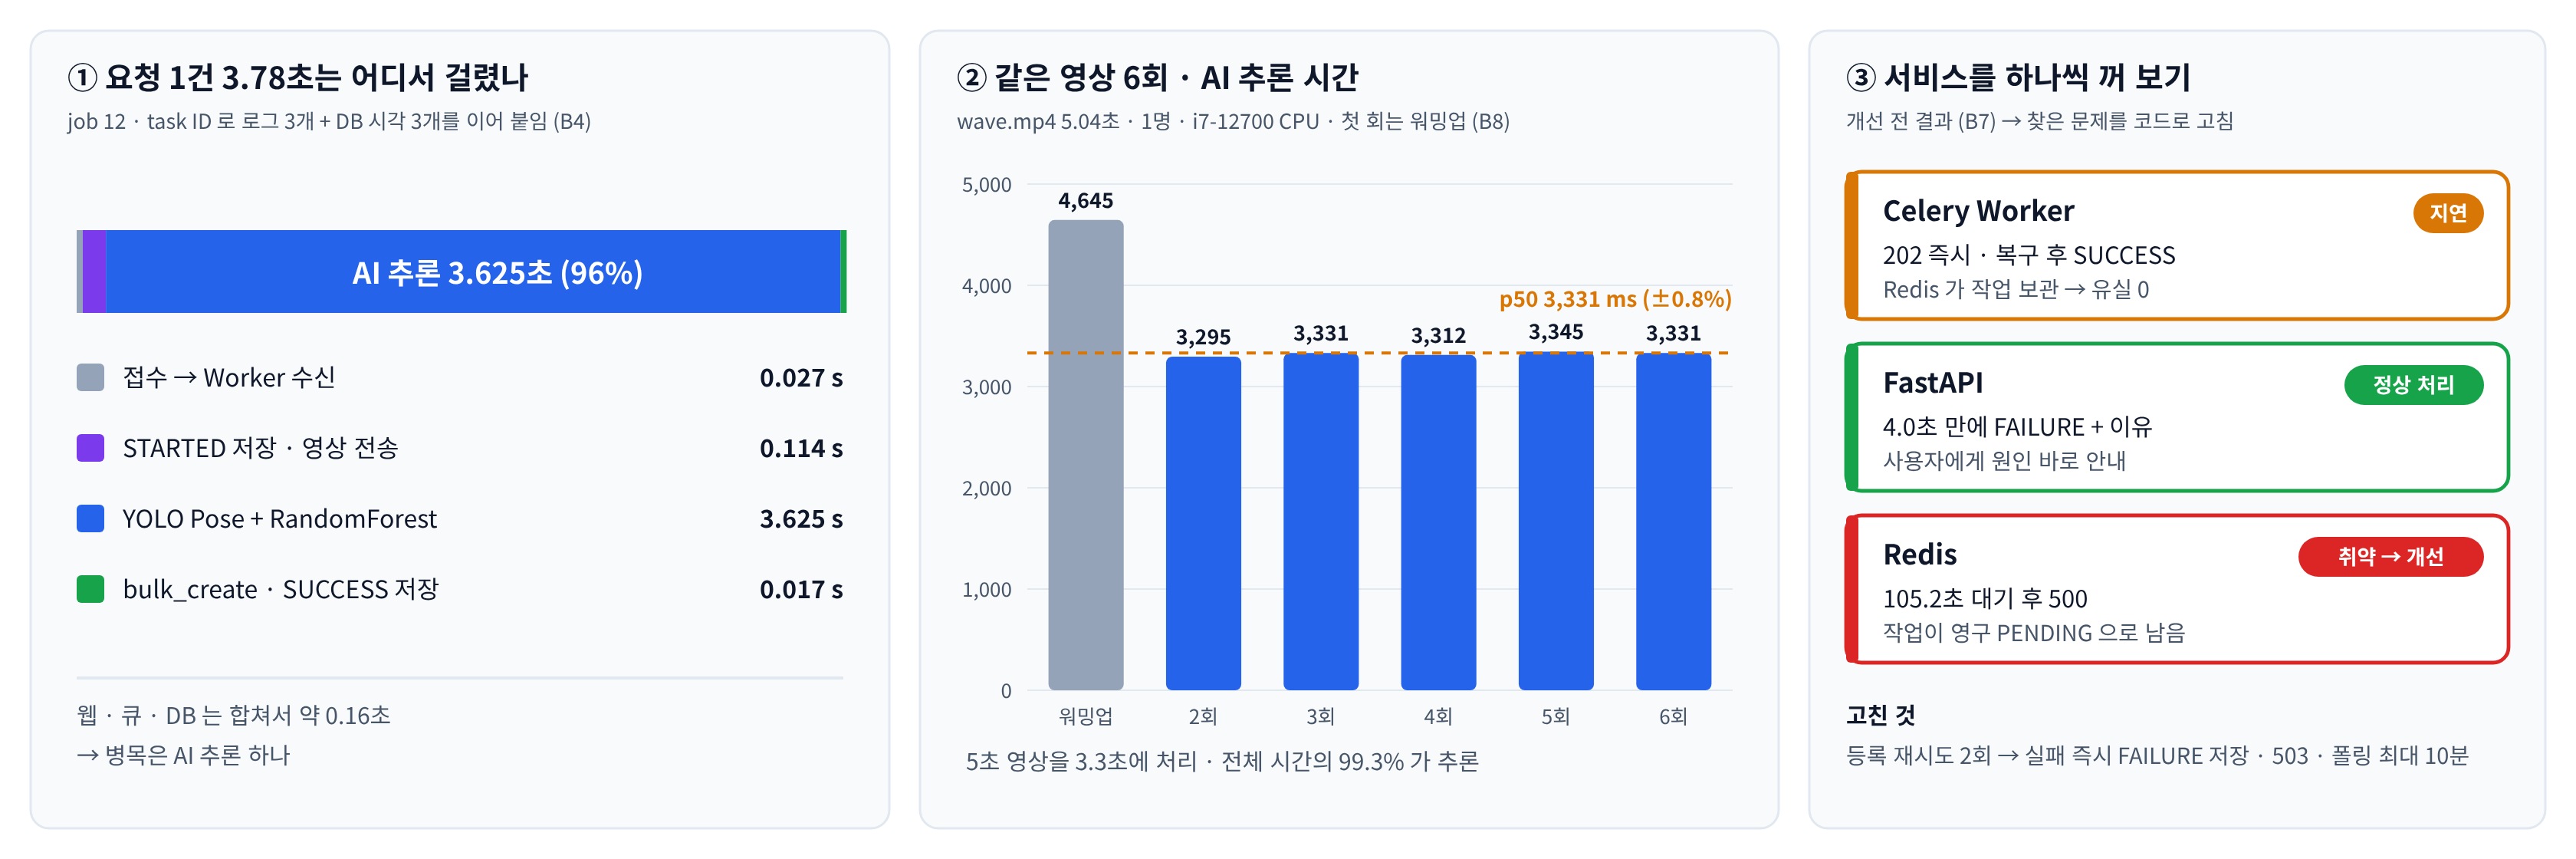 ① 요청 1건 3.78초는 어디서 걸렸나
job 12 · task ID 로 로그 3개 + DB 시각 3개를 이어 붙임 (B4)
AI 추론 3.625초 (96%)
접수 → Worker 수신 0.027 s
STARTED 저장 · 영상 전송 0.114 s
YOLO Pose + RandomForest 3.625 s
bulk_create · SUCCESS 저장 0.017 s
웹 · 큐 · DB 는 합쳐서 약 0.16초
→ 병목은 AI 추론 하나
② 같은 영상 6회 · AI 추론 시간
wave.mp4 5.04초 · 1명 · i7-12700 CPU · 첫 회는 워밍업 (B8)
5,000
4,645
4,000
p50 3,331 ms (±0.8%)
3,295 3,331 3,312 3,345 3,331
3,000
2,000
1,000
0
워밍업 2회 3회 4회 5회 6회
5초 영상을 3.3초에 처리 · 전체 시간의 99.3% 가 추론
③ 서비스를 하나씩 꺼 보기
개선 전 결과 (B7) → 찾은 문제를 코드로 고침
Celery Worker 지연
202 즉시 · 복구 후 SUCCESS
Redis 가 작업 보관 → 유실 0
FastAPI 정상 처리
4.0초 만에 FAILURE + 이유
사용자에게 원인 바로 안내
Redis 취약 → 개선
105.2초 대기 후 500
작업이 영구 PENDING 으로 남음
고친 것
등록 재시도 2회 → 실패 즉시 FAILURE 저장 · 503 · 폴링 최대 10분